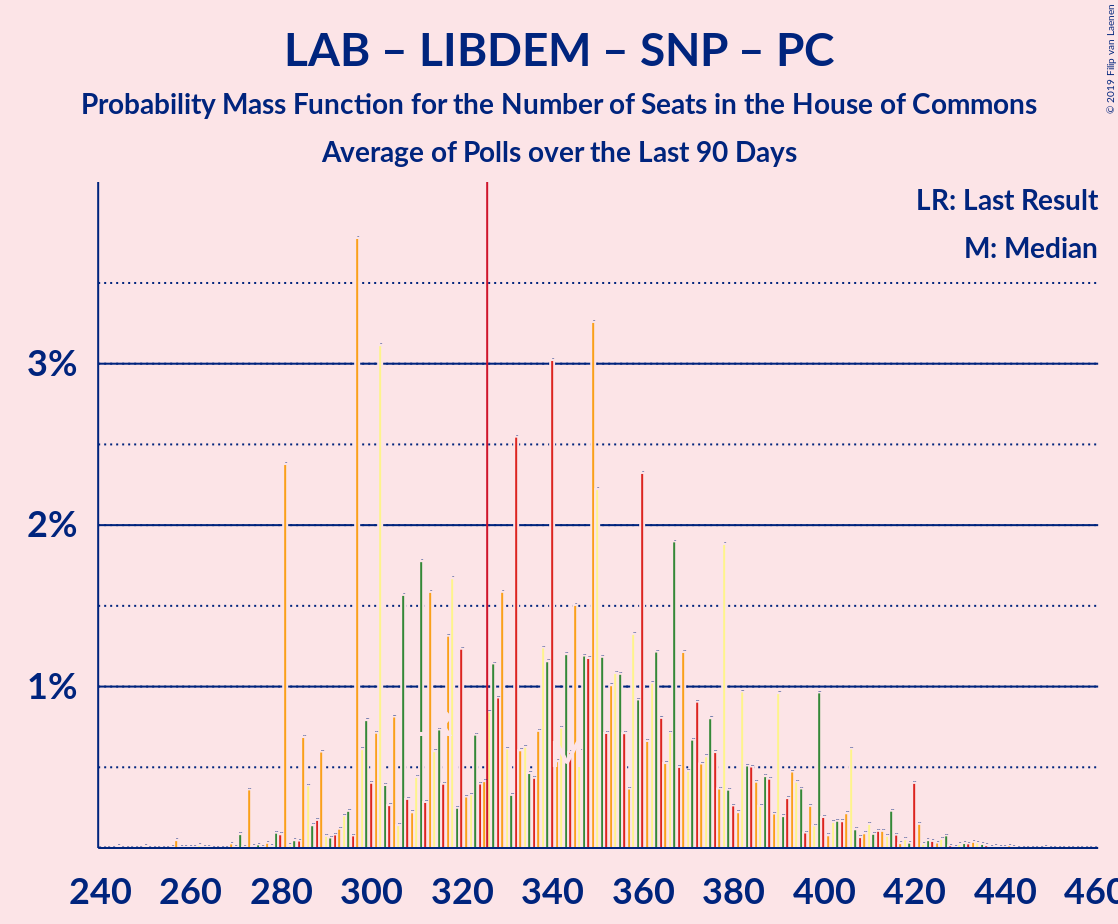 LAB – LIBDEM – SNP – PC
Probability Mass Function for the Number of Seats in the House of Commons
Average of Polls over the Last 90 Days
© 2019 Filip van Laenen
LR: Last Result
M: Median
3%
2%
1%
240 260 280 300 320 340 360 380 400 420 440 460